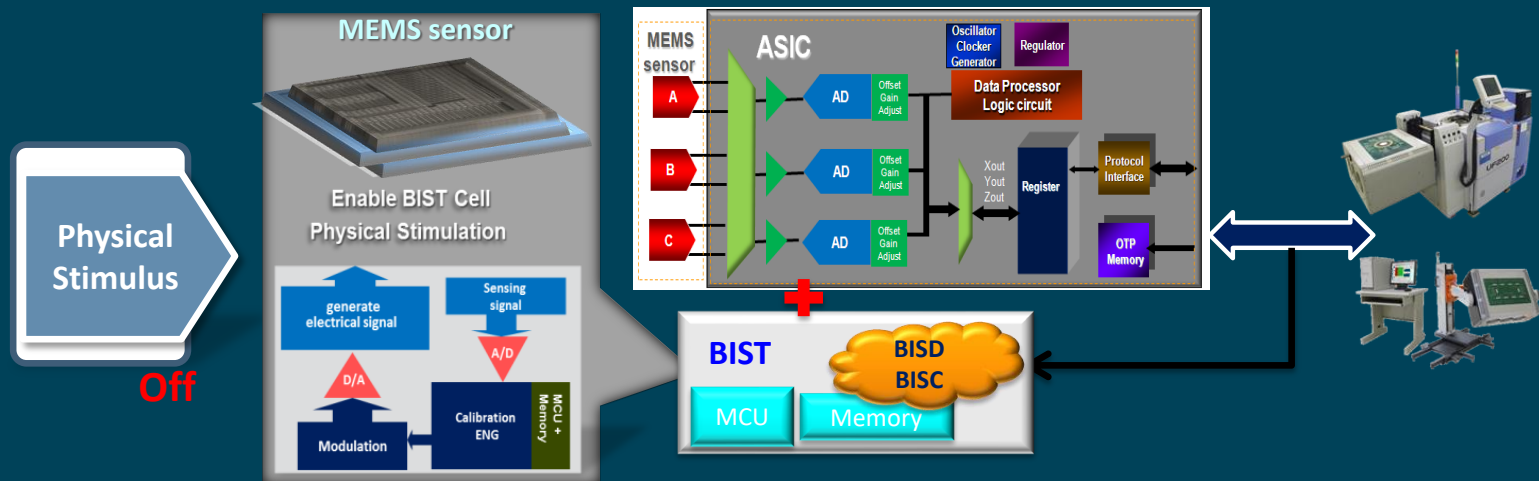 Physical
Stimulus
Off
MEMS sensor
Enable BIST Cell
Physical Stimulation
generate
electrical signal
Sensing
signal
D/A
A/D
Modulation
Calibration
ENG
MCU +
Memory
MEMS
sensor
A
B
C
ASIC
AD
Offset
Gain
Adjust
AD
Offset
Gain
Adjust
AD
Offset
Gain
Adjust
Oscillator
Clocker
Generator
Regulator
Data Processor
Logic circuit
Xout
Yout
Zout
Register
Protocol
Interface
OTP
Memory
BIST
BISD
BISC
MCU
Memory
UF200